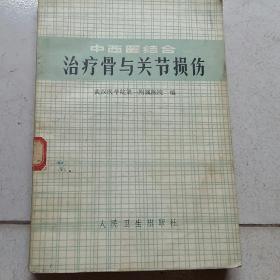 中西医结合
治疗骨与关节损伤
武汉医学院第一附属医院 编
人民卫生出版社